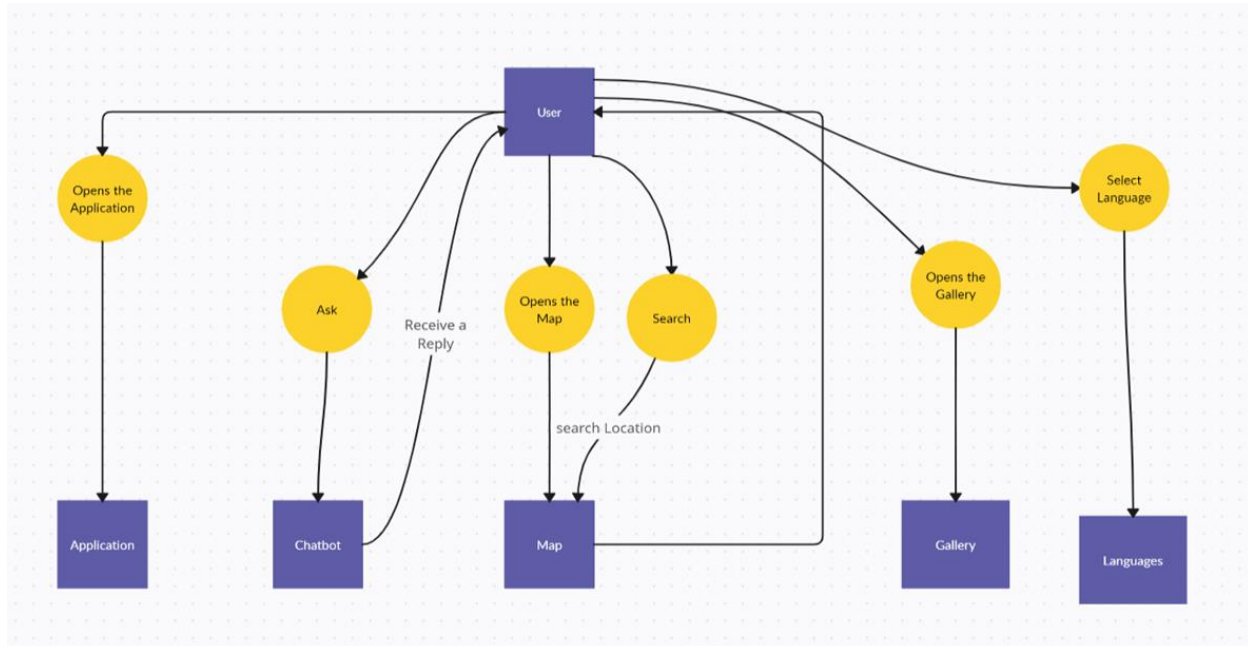 User
Opens the
Application
Select
Language
Ask
Receive a
Reply
Opens the
Map
Search
Opens the
Gallery
search Location
Application
Chatbot
Map
Gallery
Languages